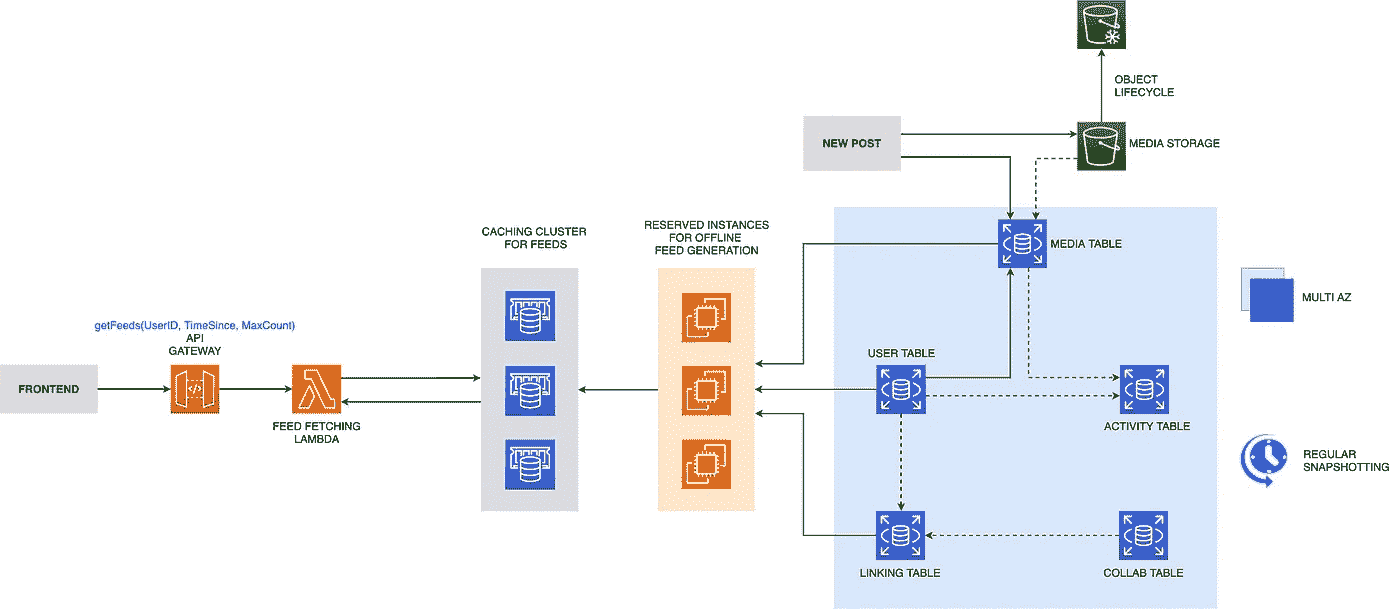 OBJECT
LIFECYCLE
NEW POST
MEDIA STORAGE
CACHING CLUSTER
FOR FEEDS
RESERVED INSTANCES
FOR OFFLINE
FEED GENERATION
MEDIA TABLE
MULTI AZ
getFeeds(UserID, TimeSince, MaxCount)
API
GATEWAY
USER TABLE
FRONTEND
FEED FETCHING
LAMBDA
ACTIVITY TABLE
REGULAR
SNAPSHOTTING
LINKING TABLE
COLLAB TABLE